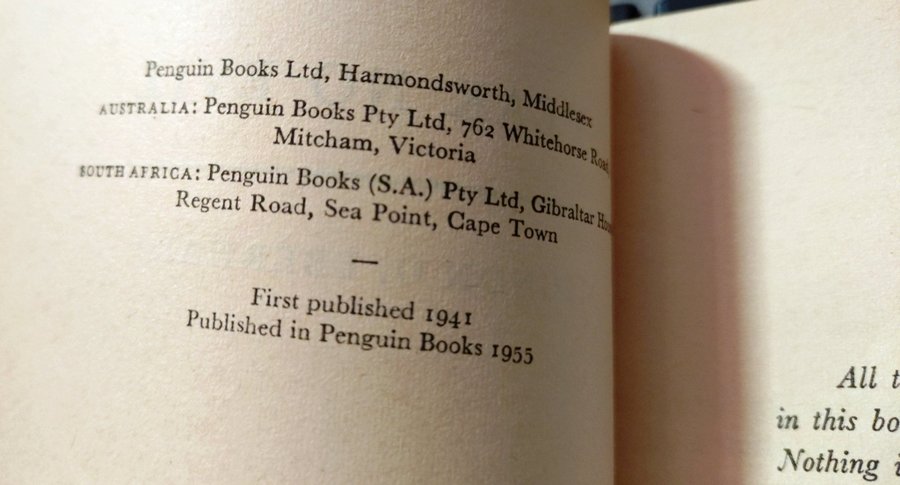 Penguin Books Ltd, Harmondsworth, Middlesex
AUSTRALIA: Penguin Books Pty Ltd, 762 Whitehorse Road,
Mitcham, Victoria
SOUTH AFRICA: Penguin Books (S.A.) Pty Ltd, Gibraltar
Regent Road, Sea Point, Cape Town
—
First published 1941
Published in Penguin Books 1955
All
in this
Nothing